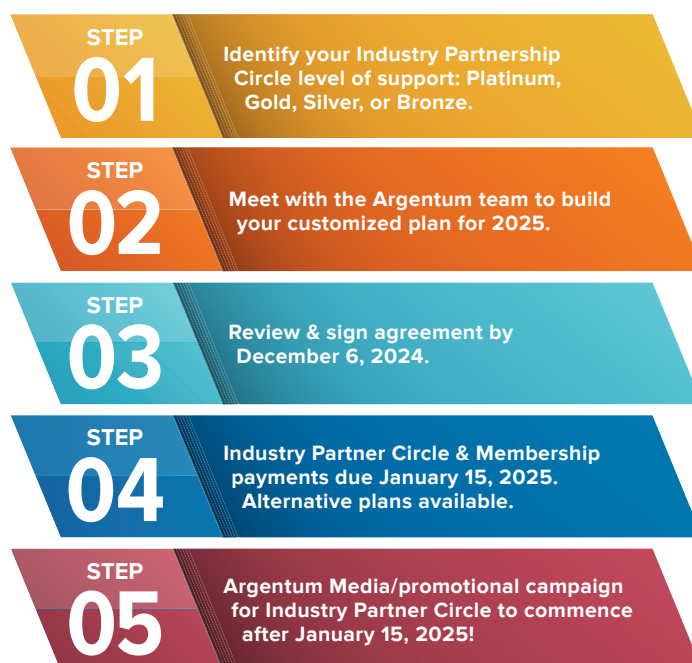 STEP
01
Identify your Industry Partnership
Circle level of support: Platinum,
Gold, Silver, or Bronze.
STEP
02
Meet with the Argentum team to build
your customized plan for 2025.
STEP
03
Review & sign agreement by
December 6, 2024.
STEP
04
Industry Partner Circle & Membership
payments due January 15, 2025.
Alternative plans available.
STEP
05
Argentum Media/promotional campaign
for Industry Partner Circle to commence
after January 15, 2025!